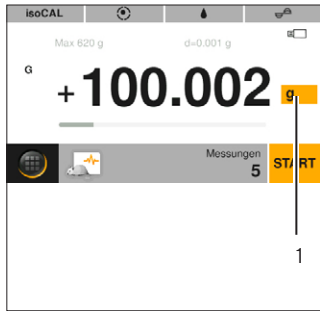 isoCAL
Max 620 g
d=0.001 g
G
+100.002 g
Messungen
5
START
1